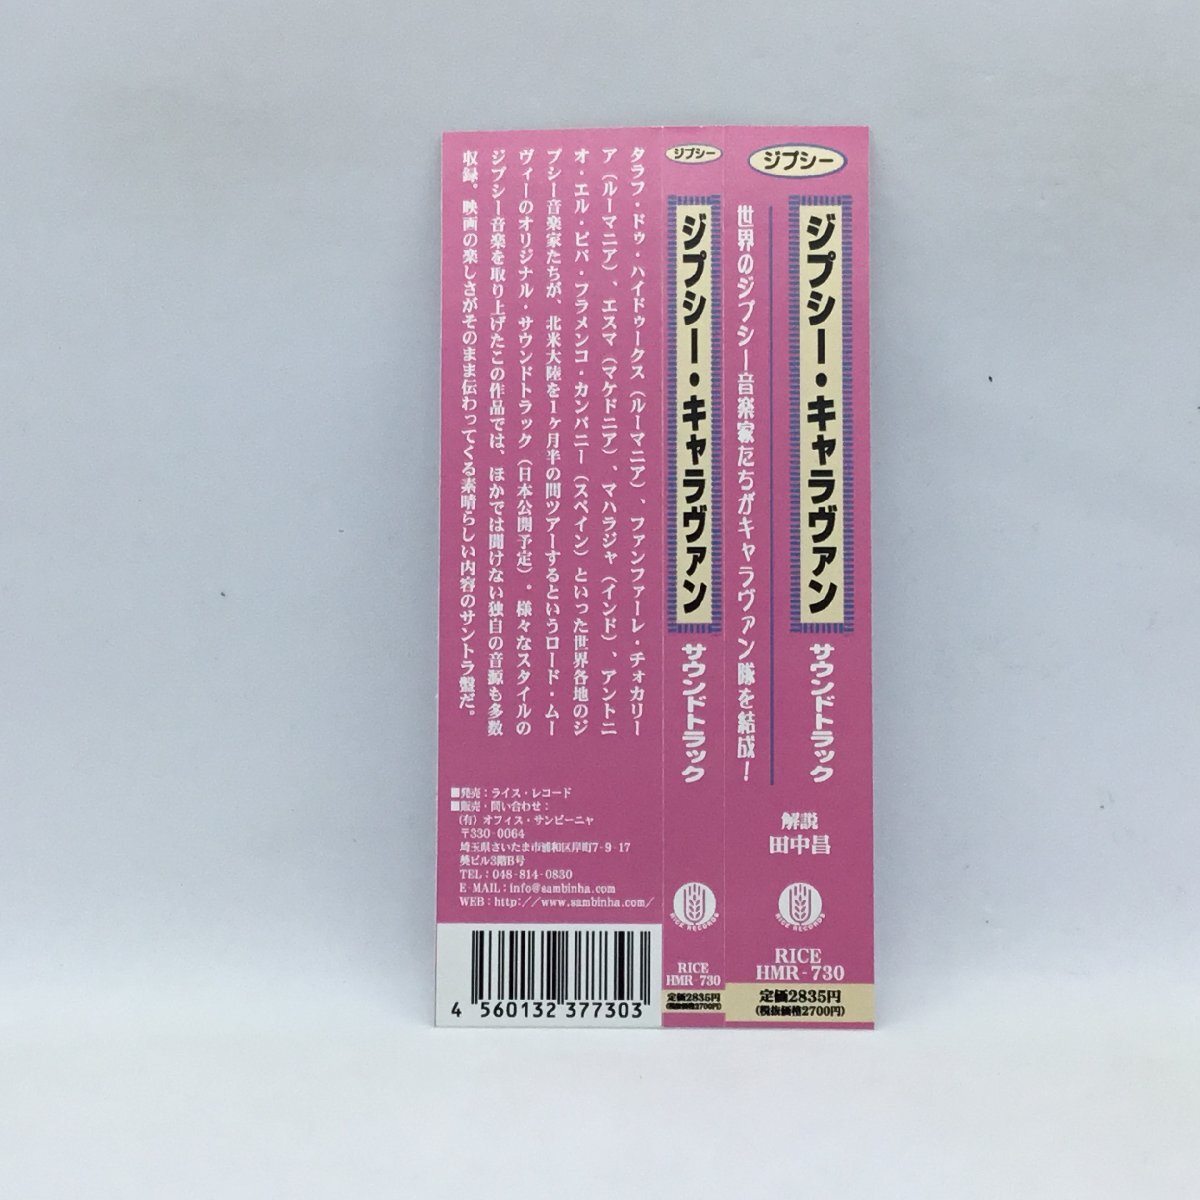 ジプシー
ジプシー・キャラヴァン
サウンドトラック
世界のジプシー音楽家たちがキャラヴァン隊を結成！
解説
田中昌
RICE RECORDS
RICE
HMR-730
定価2835円
(税抜価格2700円)
ジプシー
ジプシー・キャラヴァン
サウンドトラック
RICE RECORDS
RICE
HMR-730
定価2835円
(税抜価格2700円)
タラフ・ドゥ・ハイドゥークス（ルーマニア）、ファンファーレ・チォカリー
ア（ルーマニア）、エスマ（マケドニア）、マハラジャ（インド）、アントニ
オ・エル・ピパ・フラメンコ・カンパニー（スペイン）といった世界各地のジ
プシー音楽家たちが、北米大陸を1ヶ月半の間ツアーするというロード・ムー
ヴィーのオリジナル・サウンドトラック（日本公開予定）。様々なスタイルの
ジプシー音楽を取り上げたこの作品では、ほかでは聞けない独自の音源も多数
収録。映画の楽しさがそのまま伝わってくる素晴らしい内容のサントラ盤だ。
■発売：ライス・レコード
■販売・問い合わせ：
(有) オフィス・サンビーニャ
〒330-0064
埼玉県さいたま市浦和区岸町7-9-17
葵ビル3階B号
TEL：048-814-0830
E-MAIL：info@sambinha.com
WEB：http://www.sambinha.com/
4 560132 377303